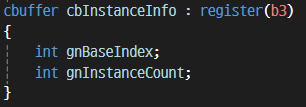 cbuffer cbInstanceInfo : register(b3)
{
    int gnBaseIndex;
    int gnInstanceCount;
}